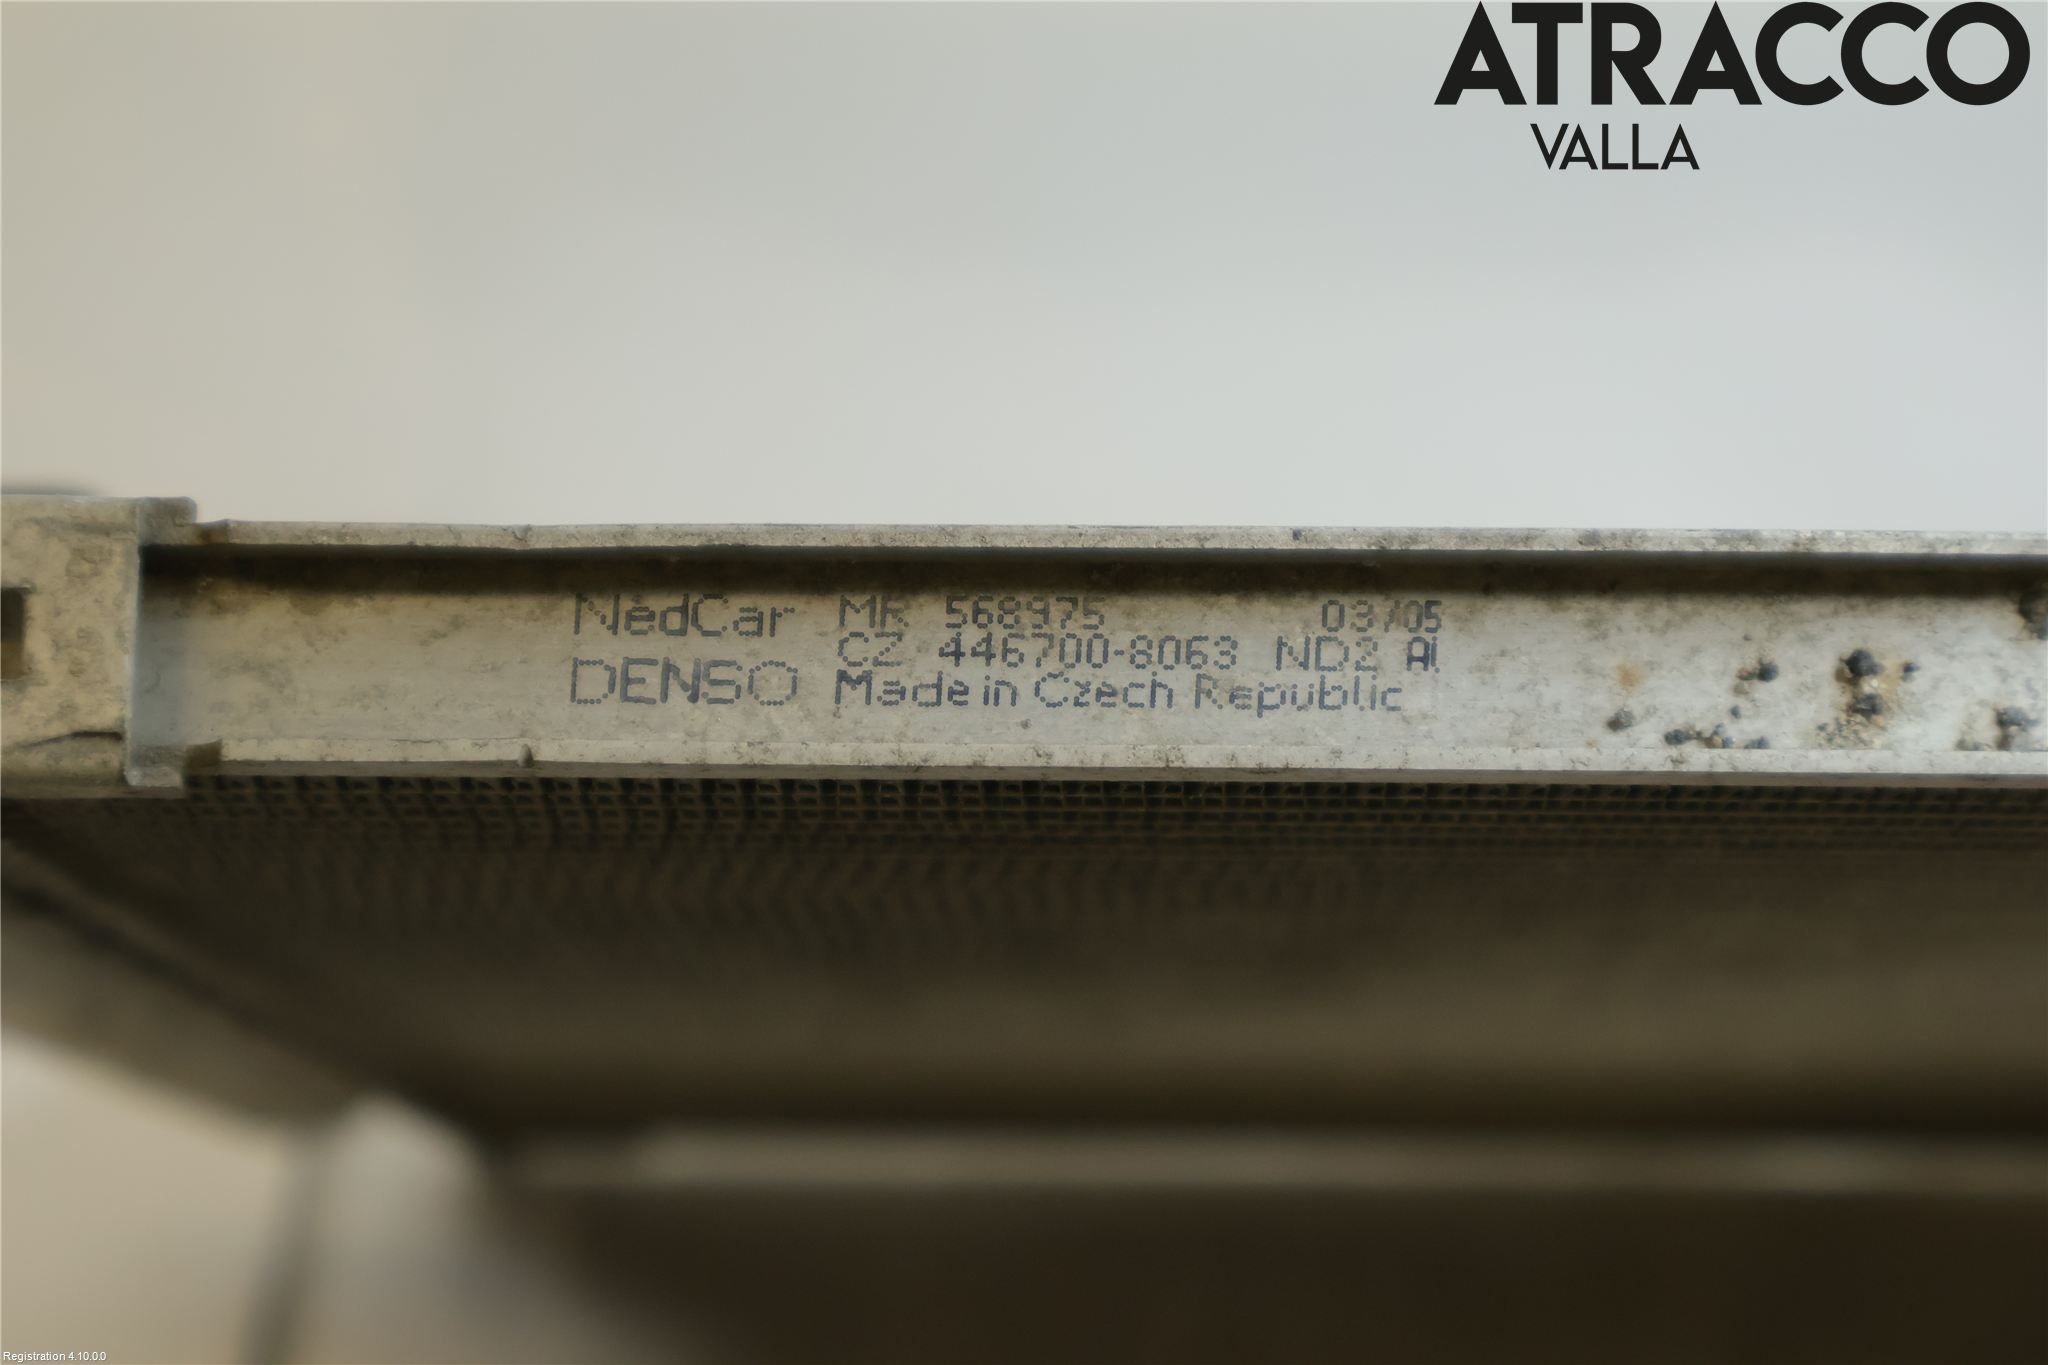 ATRACCO
VALLA
NedCar MR 568975 03/05
CZ 446700-8063 ND2 Al
DENSO Made in Czech Republic
Registration 4.10.0.0